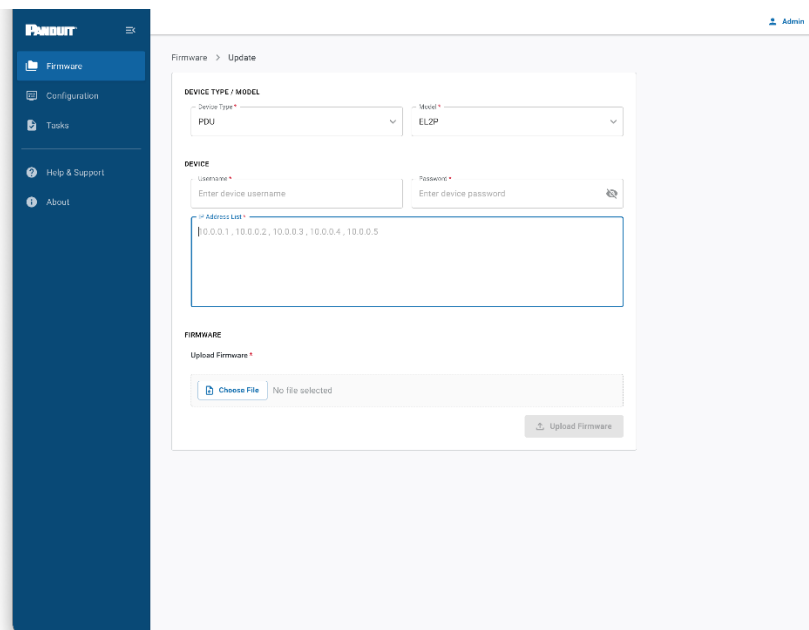 PANDUIT
Admin
Firmware
Configuration
Tasks
Help & Support
About
Firmware > Update
DEVICE TYPE / MODEL
Device Type *
PDU
Model *
EL2P
DEVICE
Username *
Enter device username
Password *
Enter device password
IP Address List *
10.0.0.1 , 10.0.0.2 , 10.0.0.3 , 10.0.0.4 , 10.0.0.5
FIRMWARE
Upload Firmware *
Choose File
No file selected
Upload Firmware